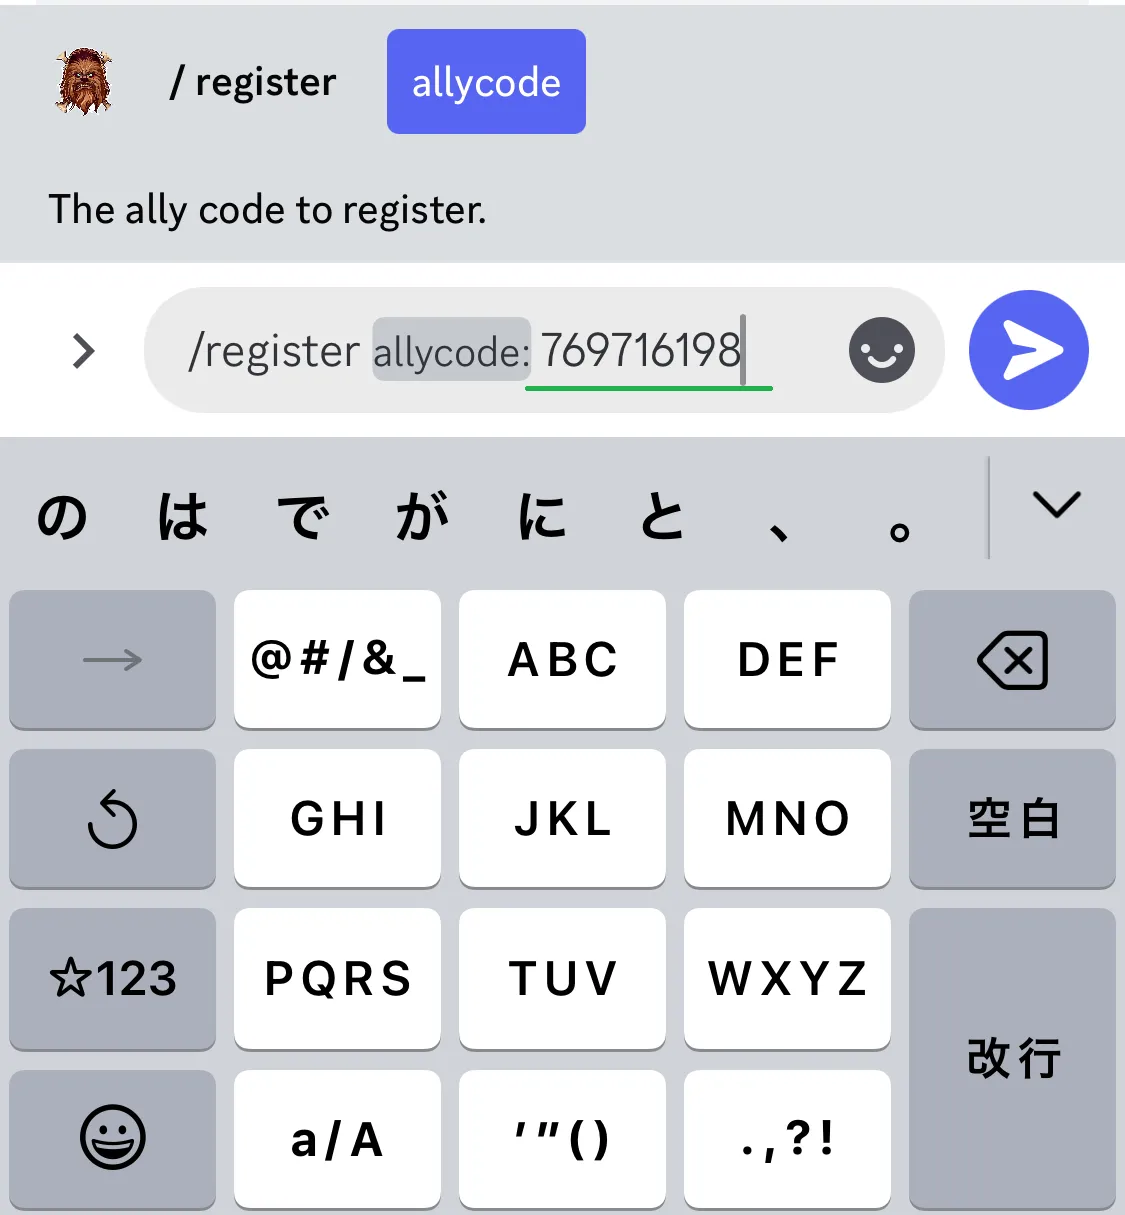 / register allycode
The ally code to register.
/register allycode: 769716198
の は で が に と 、 。
→ @#/&_ ABC DEF
GHI JKL MNO 空白
☆123 PQRS TUV WXYZ
改行
a/A ′″() .,?!